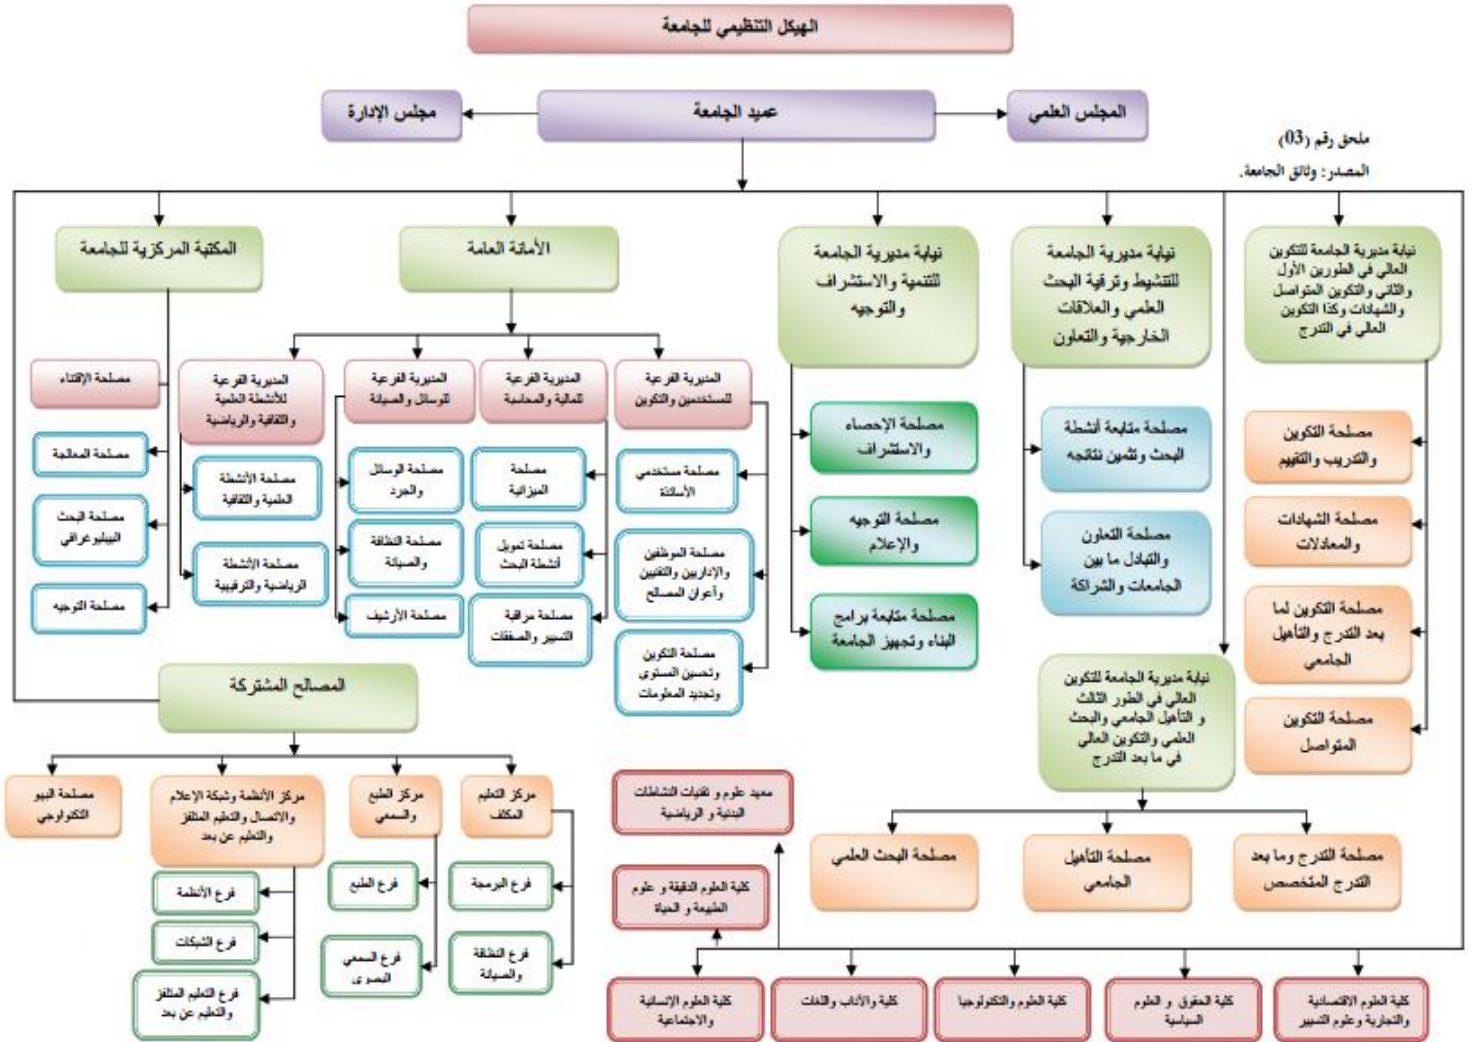 الهيكل التنظيمي للجامعة
المجلس العلمي
عميد الجامعة
مجلس الإدارة
ملحق رقم (03)
المصدر: وثائق الجامعة.
نيابة مديرية الجامعة للتكوين
العالي في الطورين الأول
والثاني والتكوين المتواصل
والشهادات وكذا التكوين
العالي في التدرج
نيابة مديرية الجامعة
للتنشيط وترقية البحث
العلمي والعلاقات
الخارجية والتعاون
نيابة مديرية الجامعة
للتنمية والاستشراف
والتوجيه
الأمانة العامة
المكتبة المركزية للجامعة
مصلحة التكوين
والتدريب والتقييم
مصلحة الشهادات
والمعادلات
مصلحة التكوين لما
بعد التدرج والتأهيل
الجامعي
مصلحة التكوين
المتواصل
مصلحة متابعة أنشطة
البحث وتثمين نتائجه
مصلحة التعاون
والتبادل ما بين
الجامعات والشراكة
مصلحة الإحصاء
والاستشراف
مصلحة التوجيه
والإعلام
مصلحة متابعة برامج
البناء وتجهيز الجامعة
المديرية الفرعية
للمستخدمين والتكوين
مصلحة مستخدمي
الأساتذة
مصلحة الموظفين
والإداريين والتقنيين
وأعوان المصالح
مصلحة التكوين
وتحسين المستوى
وتجديد المعلومات
المديرية الفرعية
للمالية والمحاسبة
مصلحة
الميزانية
مصلحة تمويل
أنشطة البحث
مصلحة مراقبة
التسيير والصفقات
المديرية الفرعية
للوسائل والصيانة
مصلحة الوسائل
والجرد
مصلحة النظافة
والصيانة
مصلحة الأرشيف
المديرية الفرعية
للأنشطة العلمية
والثقافية والرياضية
مصلحة الأنشطة
العلمية والثقافية
مصلحة الأنشطة
الرياضية والترفيهية
مصلحة الإقتناء
مصلحة المعالجة
مصلحة البحث
البيبليوغرافي
مصلحة التوجيه
نيابة مديرية الجامعة للتكوين
العالي في الطور الثالث
و التأهيل الجامعي والبحث
العلمي والتكوين العالي
في ما بعد التدرج
مصلحة التدرج وما بعد
التدرج المتخصص
مصلحة التأهيل
الجامعي
مصلحة البحث العلمي
المصالح المشتركة
مركز التعليم
المكثف
مركز الطبع
والسمعي
مركز الأنظمة وشبكة الإعلام
والاتصال والتعليم المتلفز
والتعليم عن بعد
مصلحة البيو
التكنولوجي
فرع البرمجة
فرع النظافة
والصيانة
فرع الطبع
فرع السمعي
البصري
فرع الأنظمة
فرع الشبكات
فرع التعليم المتلفز
والتعليم عن بعد
معهد علوم و تقنيات النشاطات
البدنية و الرياضية
كلية العلوم الدقيقة و علوم
الطبيعة و الحياة
كلية العلوم الاقتصادية
والتجارية وعلوم التسيير
كلية الحقوق و العلوم
السياسية
كلية العلوم والتكنولوجيا
كلية والآداب واللغات
كلية العلوم الإنسانية
والاجتماعية